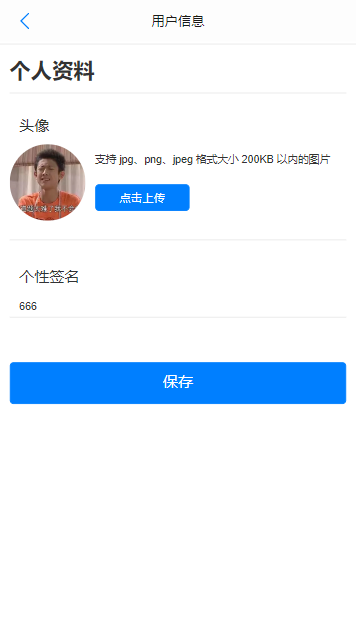 用户信息
个人资料
头像
支持 jpg、png、jpeg 格式大小 200KB 以内的图片
点击上传
个性签名
666
保存